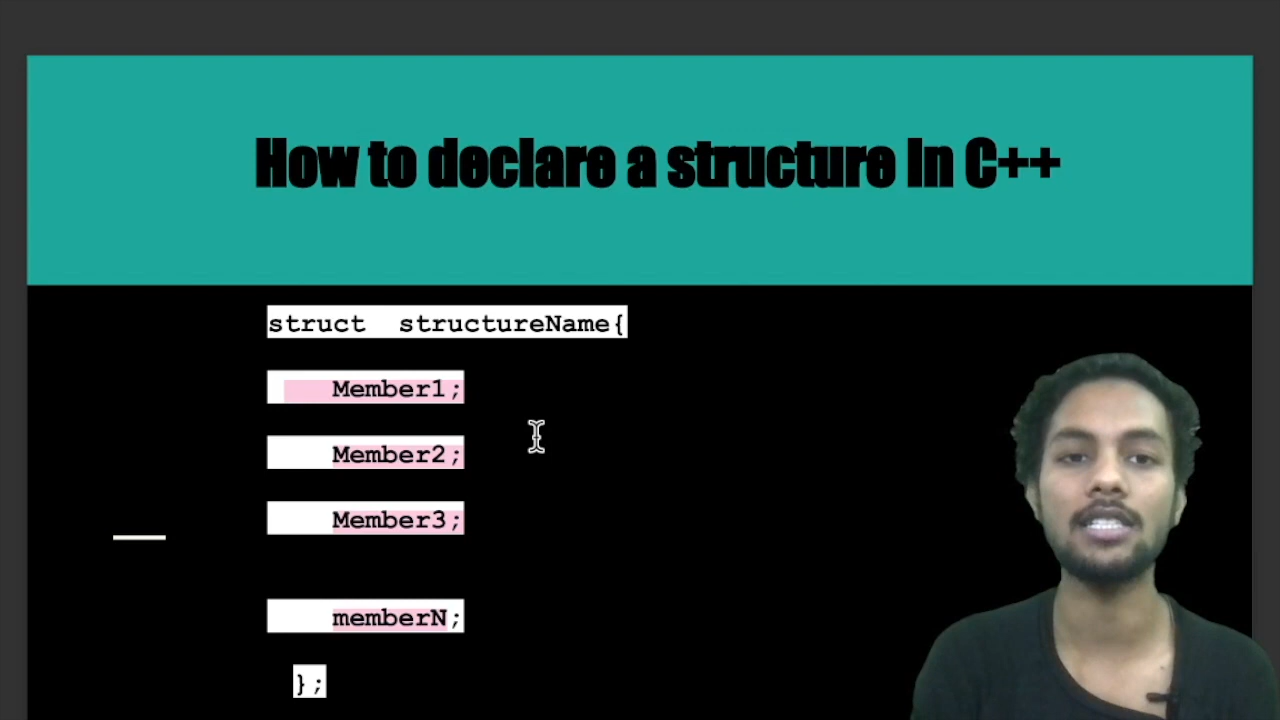 How to declare a structure in C++
struct  structureName{
Member1;
Member2;
Member3;
memberN;
};